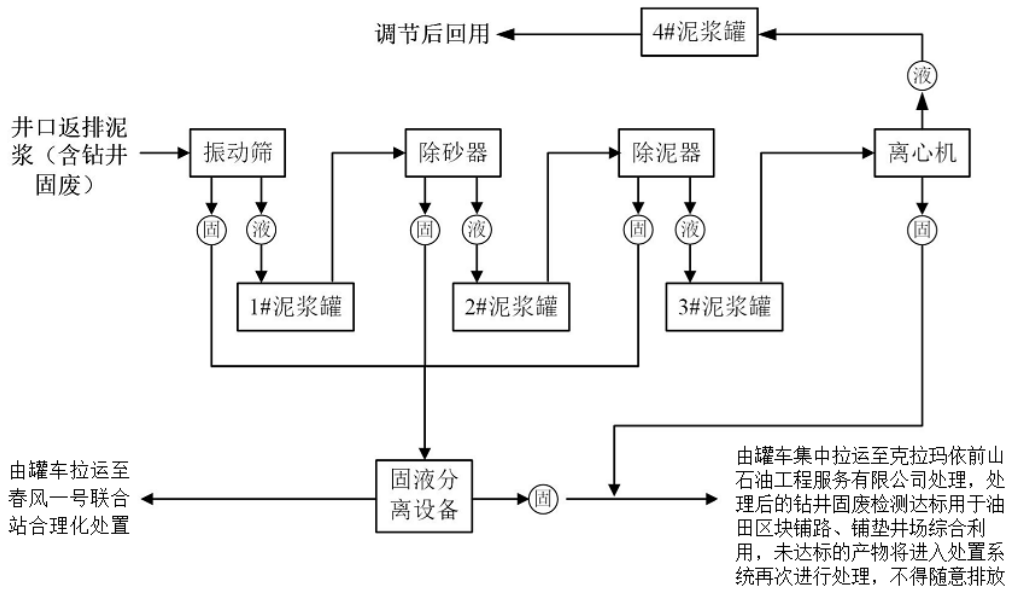 调节后回用
4#泥浆罐
液
井口返排泥
浆（含钻井
固废）
振动筛
除砂器
除泥器
离心机
固
液
固
液
固
液
固
1#泥浆罐
2#泥浆罐
3#泥浆罐
由罐车拉运至
春风一号联合
站合理化处置
固液分
离设备
固
由罐车集中拉运至克拉玛依前山
石油工程服务有限公司处理，处
理后的钻井固废检测达标用于油
田区块铺路、铺垫井场综合利
用，未达标的产物将进入处置系
统再次进行处理，不得随意排放